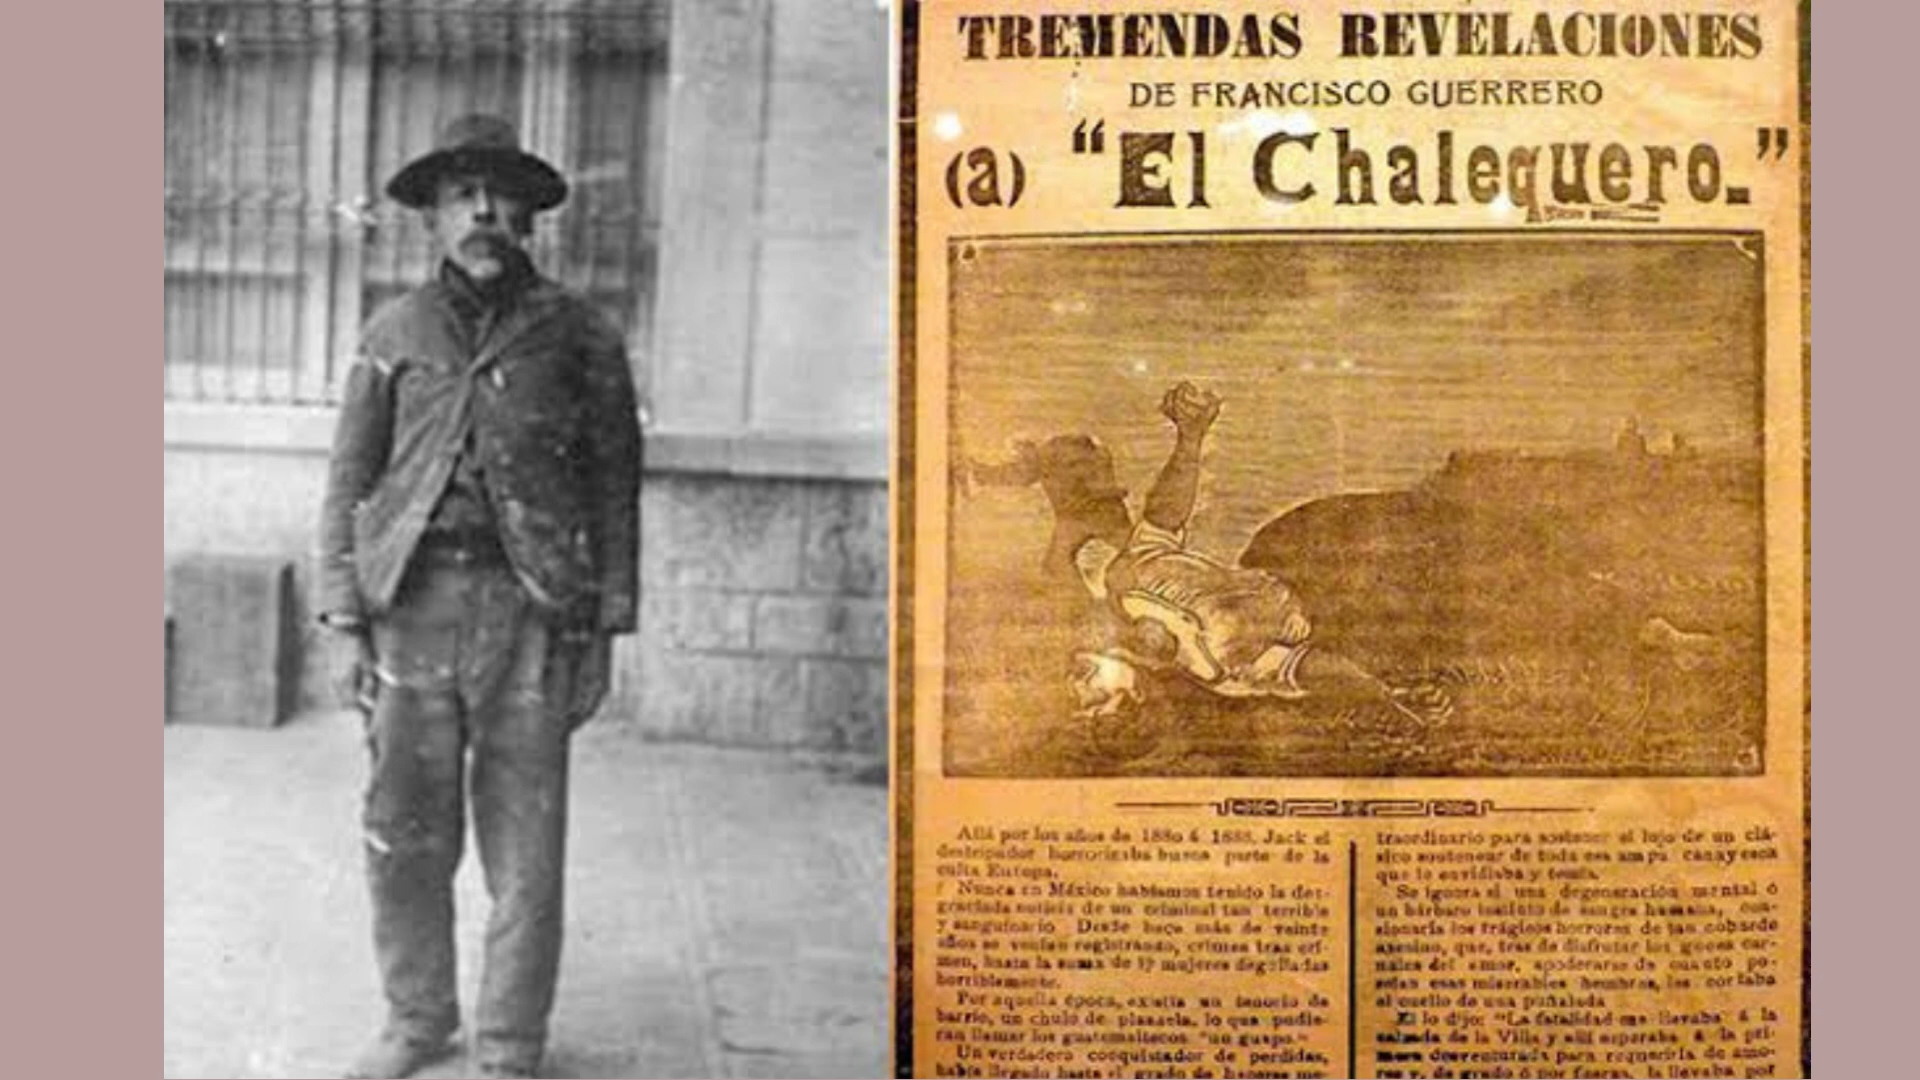 TREMENDAS REVELACIONES
DE FRANCISCO GUERRERO
(a) "El Chalequero."
Allá por los años de 1880 á 1888, Jack el
destripador horrorizaba buena parte de la
culta Europa.
Nunca en México habíamos tenido la des-
graciada noticia de un criminal tan terrible
y sanguinario Desde hace más de veinte
años se venían registrando, crimes tras crí-
men, hasta la suma de 17 mujeres degolladas
horriblemente.
Por aquella época, existía un tenorio de
barrio, un chulo de plazuela, lo que pudie-
ran llamar los guatemaltecos "un guapo."
Un verdadero conquistador de perdidas,
había llegado hasta el grado de
traordinario para sostener el lujo de un clá-
sico souteneur de toda esa canayesca
que le envidiaba y temía.
Se ignora si una degeneración mental ó
un bárbaro instinto de sangre humana,
los trágicos horrores de tan cobarde
asesino, que, tras de disfrutar los goces car-
nales del amor, apoderarse de cuanto po-
seían esas miserables hembras, les cortaba
el cuello de una puñalada
El lo dijo: "La fatalidad me llevaba á la
calzada de la Villa y allí esperaba á la pri-
mera desventurada para requerirla de amo-
res y, de grado ó por fuerza, la llevaba por